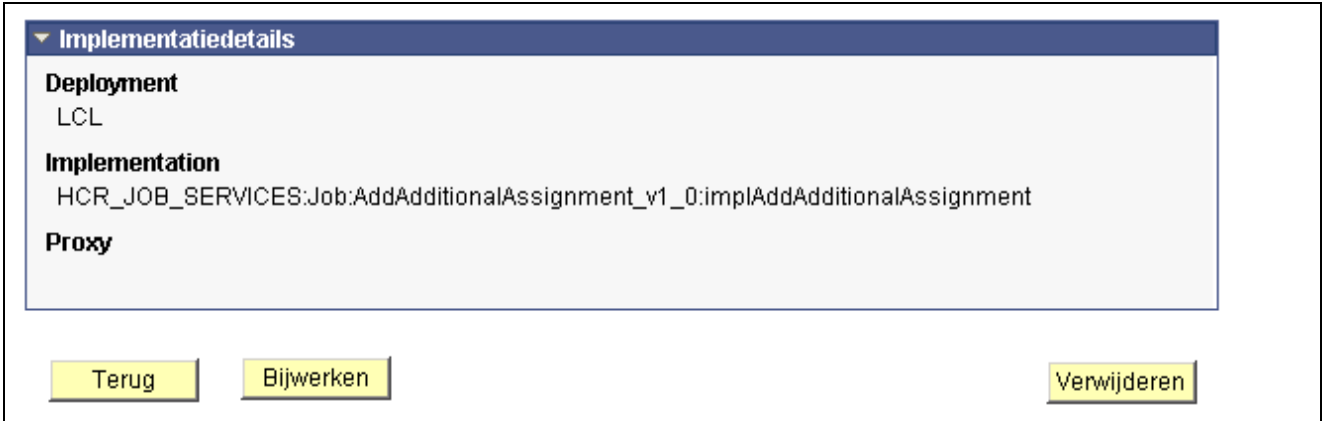 Implementatiedetails
Deployment
LCL
Implementation
HCR_JOB_SERVICES:Job:AddAdditionalAssignment_v1_0:implAddAdditionalAssignment
Proxy
Terug Bijwerken Verwijderen